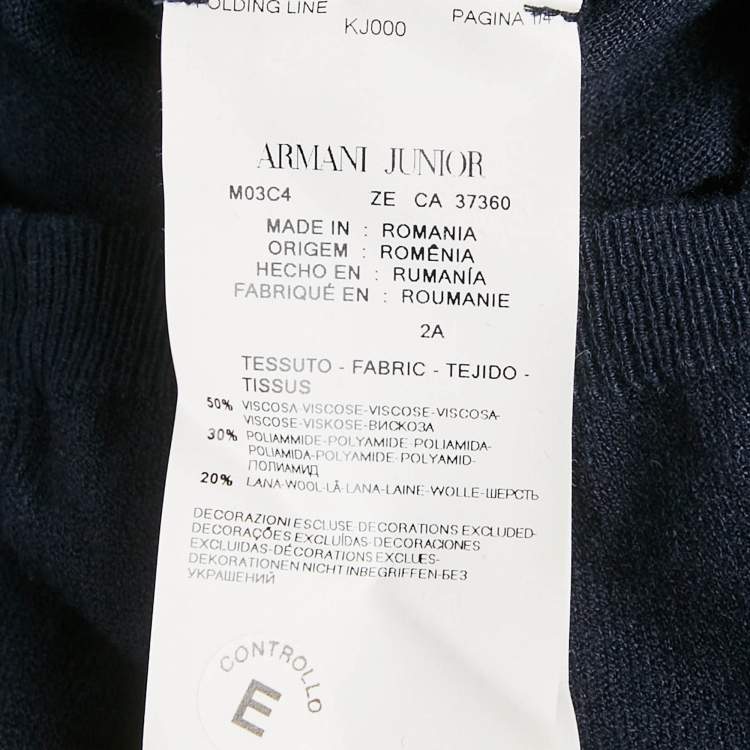 FOLDING LINE
KJ000
PAGINA 1/4
ARMANI JUNIOR
M03C4 ZE CA 37360
MADE IN : ROMANIA
ORIGEM : ROMÊNIA
HECHO EN : RUMANÍA
FABRIQUÉ EN : ROUMANIE
2A
TESSUTO - FABRIC - TEJIDO -
TISSUS
50% VISCOSA-VISCOSE-VISCOSE-VISCOSA-
VISCOSE-VISKOSE-ВИСКОЗА
30% POLIAMMIDE-POLYAMIDE-POLIAMIDA-
POLIAMIDA-POLYAMIDE-POLYAMID-
ПОЛИАМИД
20% LANA-WOOL-LÃ-LANA-LAINE-WOLLE-ШЕРСТЬ
DECORAZIONI ESCLUSE-DECORATIONS EXCLUDED-
DECORAÇÕES EXCLUÍDAS-DECORACIONES
EXCLUIDAS-DÉCORATIONS EXCLUES-
DEKORATIONEN NICHT INBEGRIFFEN-БЕЗ
УКРАШЕНИЙ
CONTROLLO
E